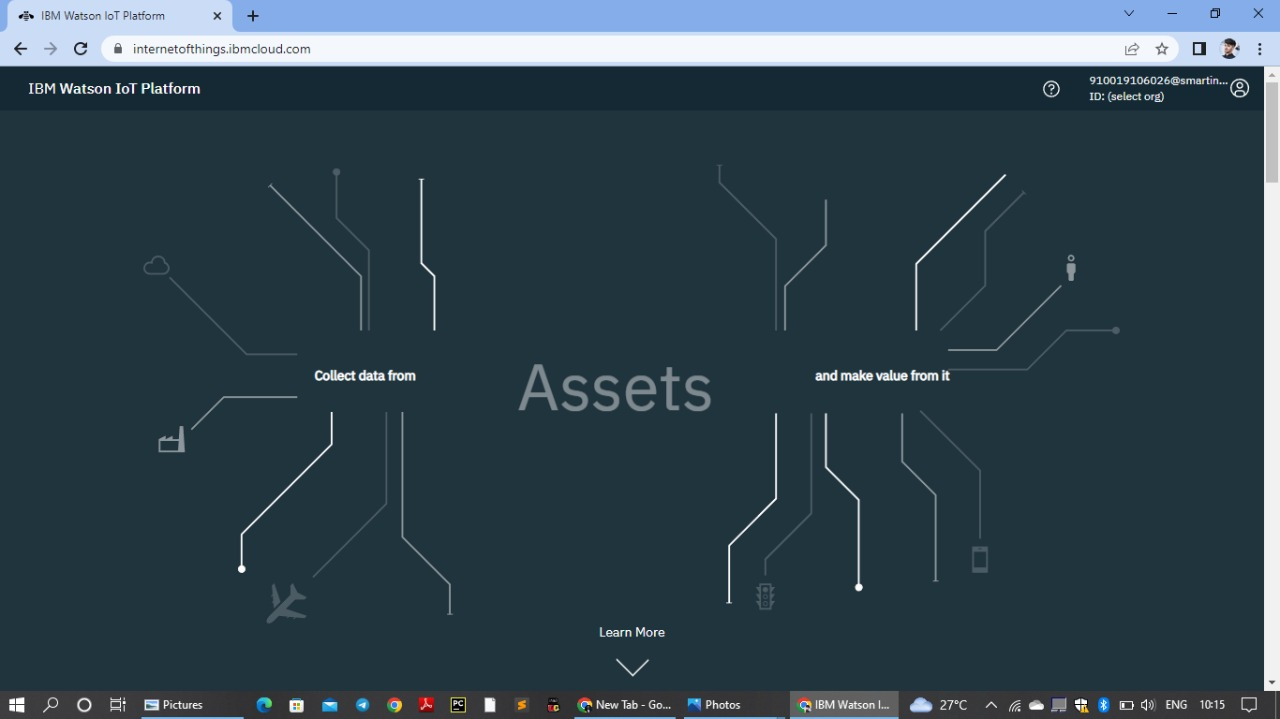 IBM Watson IoT Platform
internetofthings.ibmcloud.com
IBM Watson IoT Platform
910019106026@smartin...
ID: (select org)
Collect data from
Assets
and make value from it
Learn More
Pictures
PC
New Tab - Go...
Photos
IBM Watson I...
27°C
ENG
10:15